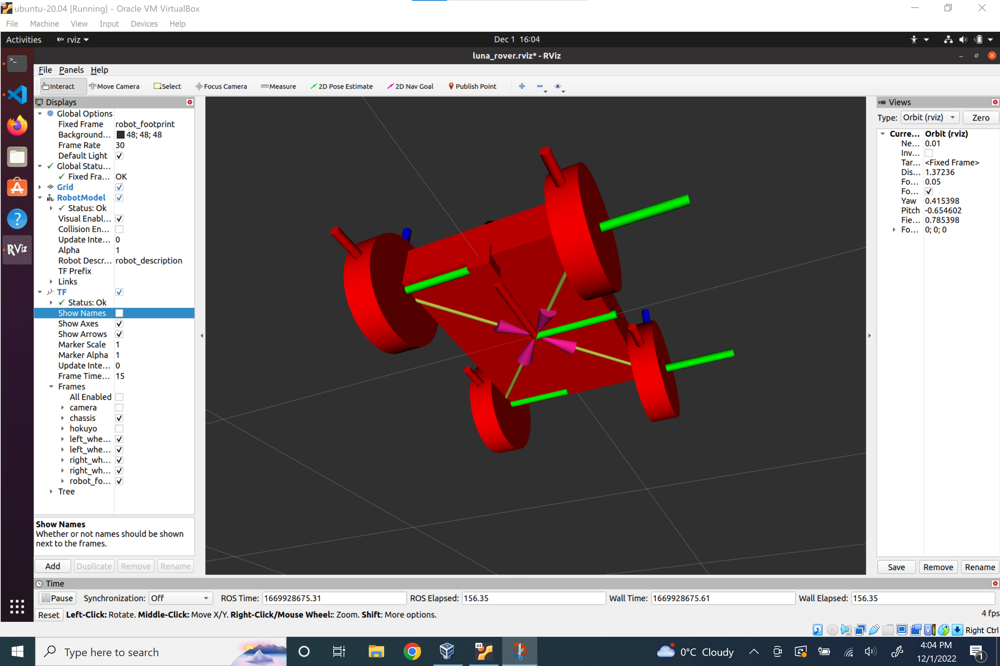 ubuntu-20.04 [Running] - Oracle VM VirtualBox
File Machine View Input Devices Help
Activities rviz Dec 1 16:04
luna_rover.rviz* - RViz
File Panels Help
Interact Move Camera Select Focus Camera Measure 2D Pose Estimate 2D Nav Goal Publish Point
Displays
Global Options
Fixed Frame robot_footprint
Background... 48; 48; 48
Frame Rate 30
Default Light
Global Statu...
Fixed Fra... OK
Grid
RobotModel
Status: Ok
Visual Enabl...
Collision En...
Update Inte... 0
Alpha 1
Robot Descr... robot_description
TF Prefix
Links
TF
Status: Ok
Show Names
Show Axes
Show Arrows
Marker Scale 1
Marker Alpha 1
Update Inte... 0
Frame Time... 15
Frames
All Enabled
camera
chassis
hokuyo
left_whe...
left_whe...
right_wh...
right_wh...
robot_fo...
Tree
Show Names
Whether or not names should be shown
next to the frames.
Add Duplicate Remove Rename
RViz
Views
Type: Orbit (rviz) Zero
Curre... Orbit (rviz)
Ne... 0.01
Inv...
Tar... <Fixed Frame>
Dis... 1.37236
Fo... 0.05
Fo...
Yaw 0.415398
Pitch -0.654602
Fie... 0.785398
Fo... 0; 0; 0
Save Remove Rename
Time
Pause Synchronization: Off ROS Time: 1669928675.31 ROS Elapsed: 156.35 Wall Time: 1669928675.61 Wall Elapsed: 156.35
Reset Left-Click: Rotate. Middle-Click: Move X/Y. Right-Click/Mouse Wheel:: Zoom. Shift: More options. 4 fps
Right Ctrl
Type here to search
64
0°C Cloudy
4:04 PM
12/1/2022
1